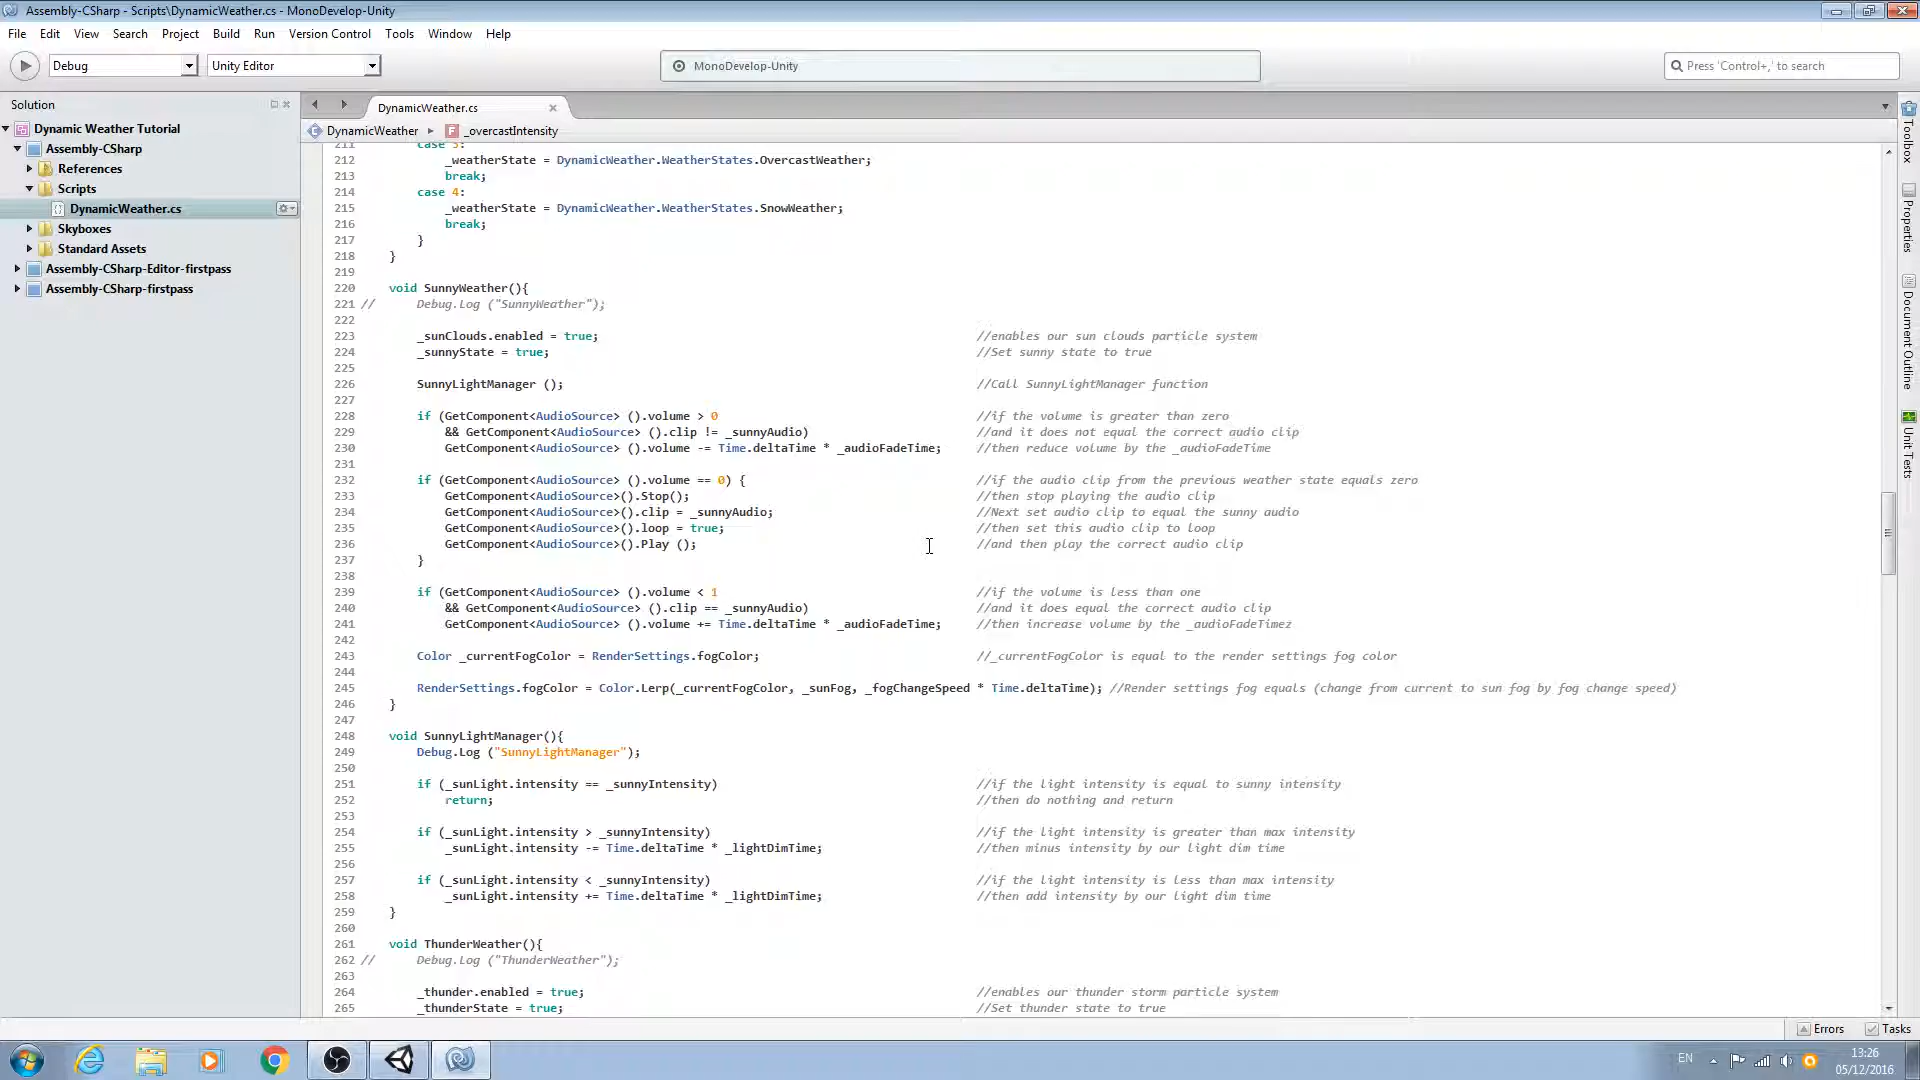 Assembly-CSharp - Scripts\DynamicWeather.cs - MonoDevelop-Unity
File Edit View Search Project Build Run Version Control Tools Window Help
Debug Unity Editor MonoDevelop-Unity Press 'Control+,' to search
Solution
Dynamic Weather Tutorial
Assembly-CSharp
References
Scripts
DynamicWeather.cs
Skyboxes
Standard Assets
Assembly-CSharp-Editor-firstpass
Assembly-CSharp-firstpass
DynamicWeather.cs
DynamicWeather _overcastIntensity
211 case 3:
212 _weatherState = DynamicWeather.WeatherStates.OvercastWeather;
213 break;
214 case 4:
215 _weatherState = DynamicWeather.WeatherStates.SnowWeather;
216 break;
217 }
218 }
219
220 void SunnyWeather(){
221 // Debug.Log ("SunnyWeather");
222
223 _sunClouds.enabled = true; //enables our sun clouds particle system
224 _sunnyState = true; //Set sunny state to true
225
226 SunnyLightManager (); //Call SunnyLightManager function
227
228 if (GetComponent<AudioSource> ().volume > 0 //if the volume is greater than zero
229 && GetComponent<AudioSource> ().clip != _sunnyAudio) //and it does not equal the correct audio clip
230 GetComponent<AudioSource> ().volume -= Time.deltaTime * _audioFadeTime; //then reduce volume by the _audioFadeTime
231
232 if (GetComponent<AudioSource> ().volume == 0) { //if the audio clip from the previous weather state equals zero
233 GetComponent<AudioSource>().Stop(); //then stop playing the audio clip
234 GetComponent<AudioSource>().clip = _sunnyAudio; //Next set audio clip to equal the sunny audio
235 GetComponent<AudioSource>().loop = true; //then set this audio clip to loop
236 GetComponent<AudioSource>().Play (); //and then play the correct audio clip
237 }
238
239 if (GetComponent<AudioSource> ().volume < 1 //if the volume is less than one
240 && GetComponent<AudioSource> ().clip == _sunnyAudio) //and it does equal the correct audio clip
241 GetComponent<AudioSource> ().volume += Time.deltaTime * _audioFadeTime; //then increase volume by the _audioFadeTimez
242
243 Color _currentFogColor = RenderSettings.fogColor; //_currentFogColor is equal to the render settings fog color
244
245 RenderSettings.fogColor = Color.Lerp(_currentFogColor, _sunFog, _fogChangeSpeed * Time.deltaTime); //Render settings fog equals (change from current to sun fog by fog change speed)
246 }
247
248 void SunnyLightManager(){
249 Debug.Log ("SunnyLightManager");
250
251 if (_sunLight.intensity == _sunnyIntensity) //if the light intensity is equal to sunny intensity
252 return; //then do nothing and return
253
254 if (_sunLight.intensity > _sunnyIntensity) //if the light intensity is greater than max intensity
255 _sunLight.intensity -= Time.deltaTime * _lightDimTime; //then minus intensity by our light dim time
256
257 if (_sunLight.intensity < _sunnyIntensity) //if the light intensity is less than max intensity
258 _sunLight.intensity += Time.deltaTime * _lightDimTime; //then add intensity by our light dim time
259 }
260
261 void ThunderWeather(){
262 // Debug.Log ("ThunderWeather");
263
264 _thunder.enabled = true; //enables our thunder storm particle system
265 _thunderState = true; //Set thunder state to true
Toolbox
Properties
Document Outline
Unit Tests
Errors Tasks
EN
13:26
05/12/2016